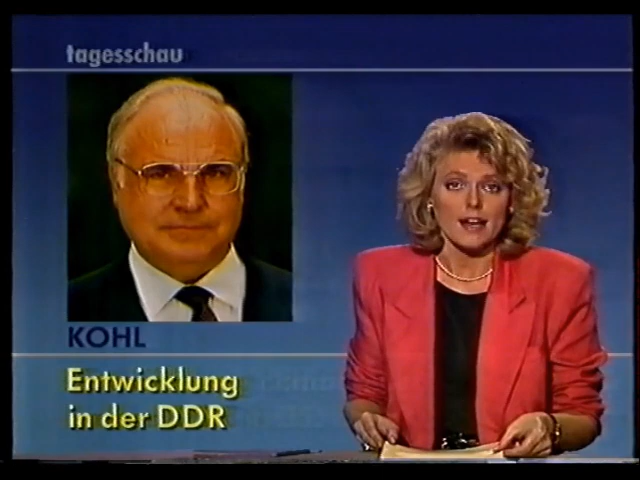 tagesschau
KOHL
Entwicklung
in der DDR